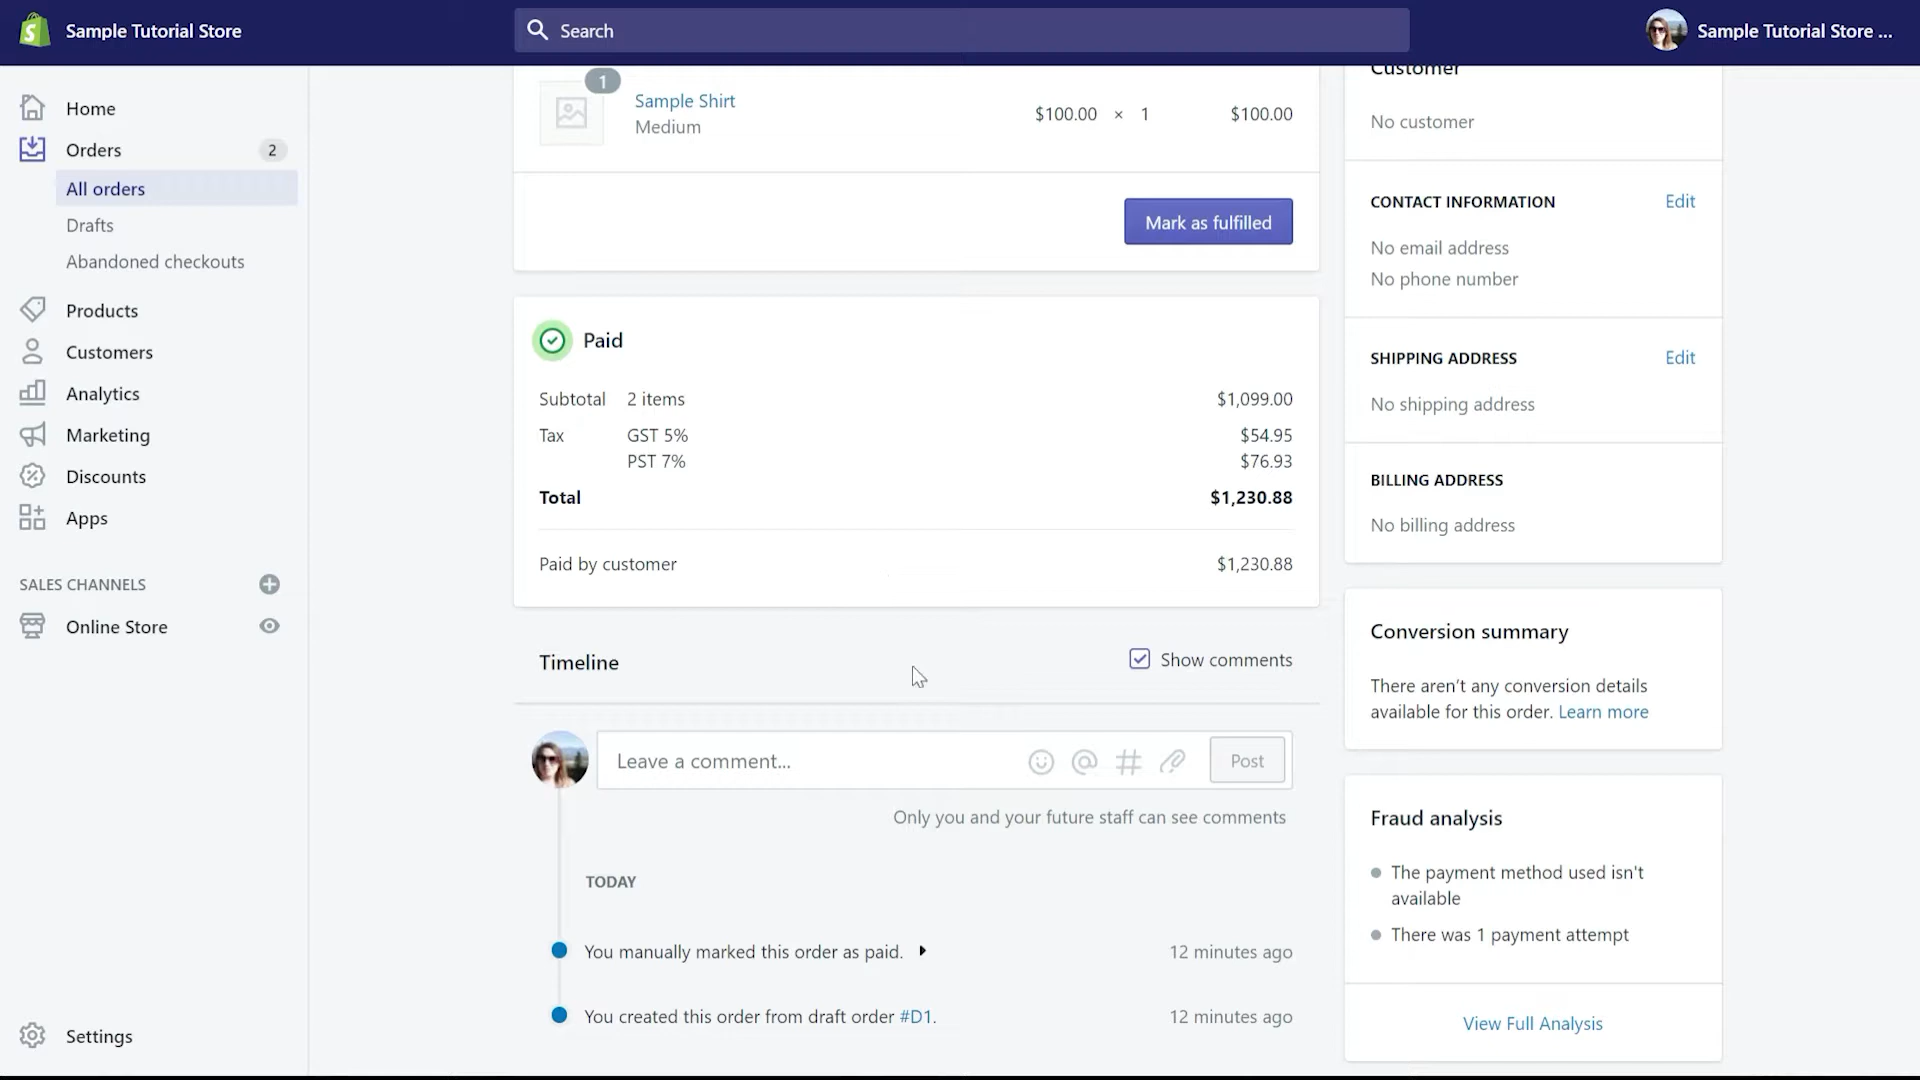 Sample Tutorial Store
Search
Sample Tutorial Store ...
Home
Orders 2
All orders
Drafts
Abandoned checkouts
Products
Customers
Analytics
Marketing
Discounts
Apps
SALES CHANNELS
Online Store
Settings
1
Sample Shirt
Medium
$100.00 × 1 $100.00
Mark as fulfilled
Paid
Subtotal 2 items $1,099.00
Tax GST 5% $54.95
PST 7% $76.93
Total $1,230.88
Paid by customer $1,230.88
Timeline
Show comments
Leave a comment...
Post
Only you and your future staff can see comments
TODAY
You manually marked this order as paid. 12 minutes ago
You created this order from draft order #D1. 12 minutes ago
Customer
No customer
CONTACT INFORMATION Edit
No email address
No phone number
SHIPPING ADDRESS Edit
No shipping address
BILLING ADDRESS
No billing address
Conversion summary
There aren’t any conversion details
available for this order. Learn more
Fraud analysis
The payment method used isn't
available
There was 1 payment attempt
View Full Analysis